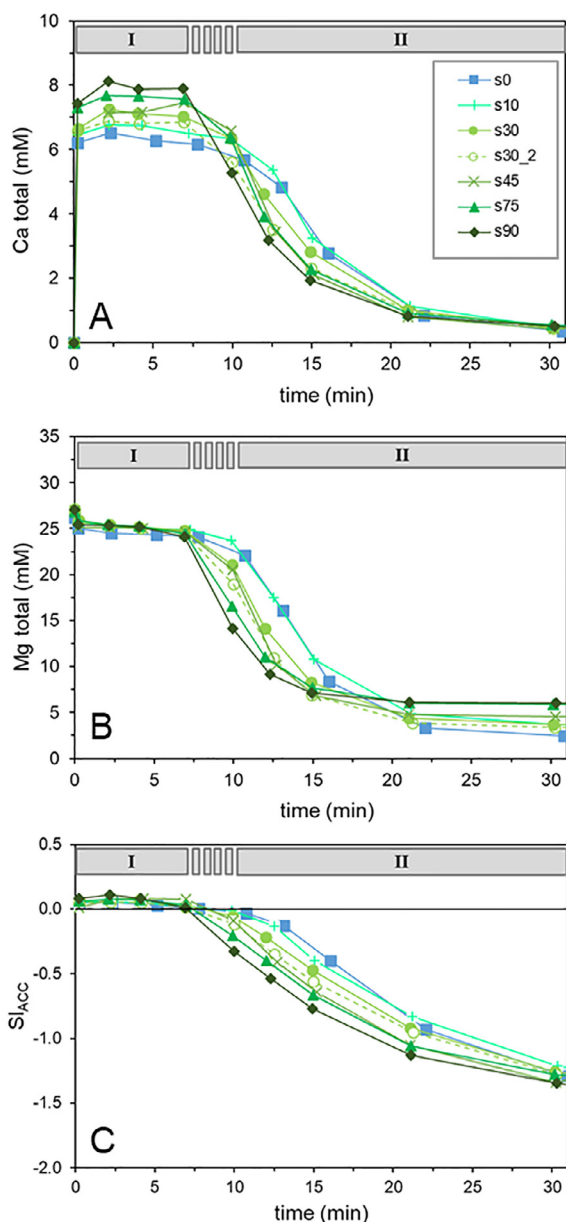 I II
10
8
6
4
2
0
Ca total (mM)
s0
s10
s30
s30_2
s45
s75
s90
A
0 5 10 15 20 25 30
time (min)
I II
35
30
25
20
15
10
5
0
Mg total (mM)
B
0 5 10 15 20 25 30
time (min)
I II
0.5
0.0
-0.5
-1.0
-1.5
-2.0
SIACC
C
0 5 10 15 20 25 30
time (min)